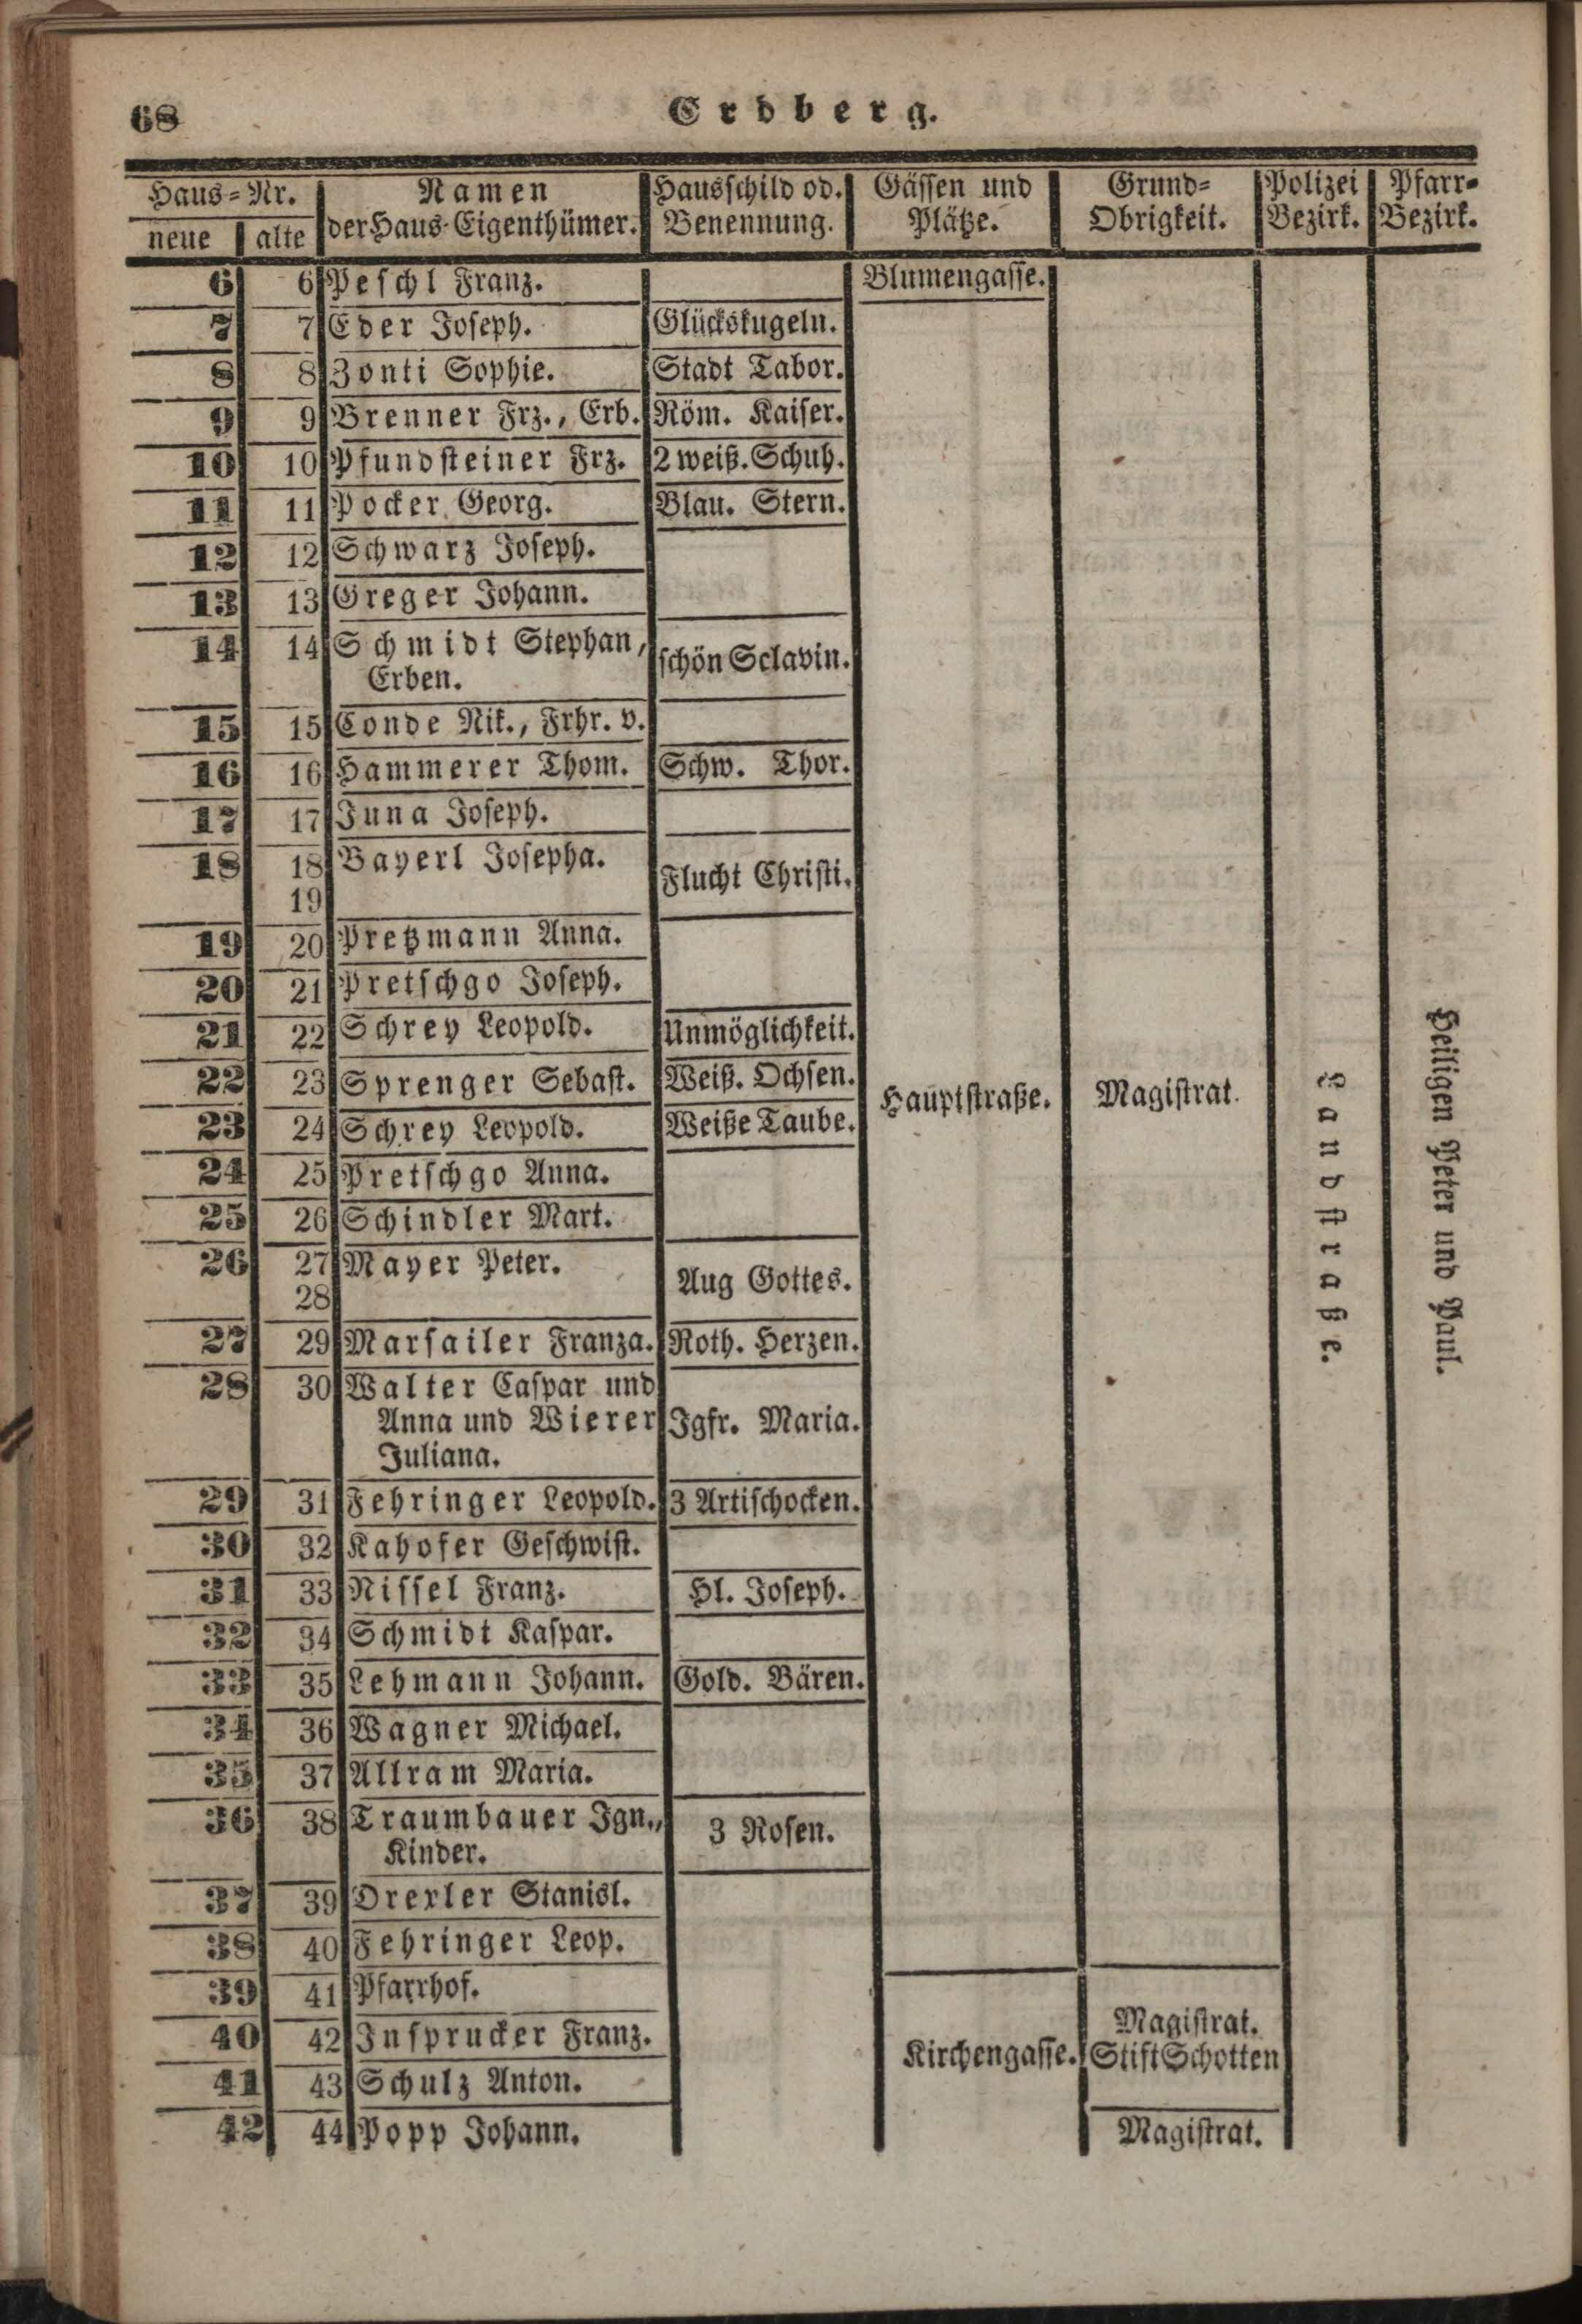 68
Erdberg.
Haus-Nr. Namen Hausschild od. Gässen und Grund- Polizei Pfarr-
neue alte der Haus-Eigenthümer. Benennung. Plätze. Obrigkeit. Bezirk. Bezirk.
6 6 Peschl Franz. Blumengasse.
7 7 Eder Joseph. Glückskugeln.
8 8 Zonti Sophie. Stadt Tabor.
9 9 Brenner Frz., Erb. Röm. Kaiser.
10 10 Pfundsteiner Frz. 2 weiß. Schuh.
11 11 Pocker Georg. Blau. Stern.
12 12 Schwarz Joseph.
13 13 Greger Johann.
14 14 Schmidt Stephan, schön Sclavin.
Erben.
15 15 Conde Nik., Frhr. v.
16 16 Hammerer Thom. Schw. Thor.
17 17 Juna Joseph.
18 18 Bayerl Josepha. Flucht Christi.
19
19 20 Pretzmann Anna.
20 21 Pretschgo Joseph.
21 22 Schrey Leopold. Unmöglichkeit.
22 23 Sprenger Sebast. Weiß. Ochsen.
Hauptstraße. Magistrat. Landstraße. Heiligen Peter und Paul.
23 24 Schrey Leopold. Weiße Taube.
24 25 Pretschgo Anna.
25 26 Schindler Mart.
26 27 Mayer Peter. Aug Gottes.
28
27 29 Marsailer Franza. Roth. Herzen.
28 30 Walter Caspar und
Anna und Wierer Jgfr. Maria.
Juliana.
29 31 Fehringer Leopold. 3 Artischocken.
30 32 Kahofer Geschwist.
31 33 Nissel Franz. Hl. Joseph.
32 34 Schmidt Kaspar.
33 35 Lehmann Johann. Gold. Bären.
34 36 Wagner Michael.
35 37 Allram Maria.
36 38 Traumbauer Ign., 3 Rosen.
Kinder.
37 39 Drexler Stanisl.
38 40 Fehringer Leop.
39 41 Pfarrhof.
40 42 Insprucker Franz. Magistrat.
Kirchengasse. Stift Schotten
41 43 Schulz Anton.
42 44 Popp Johann. Magistrat.